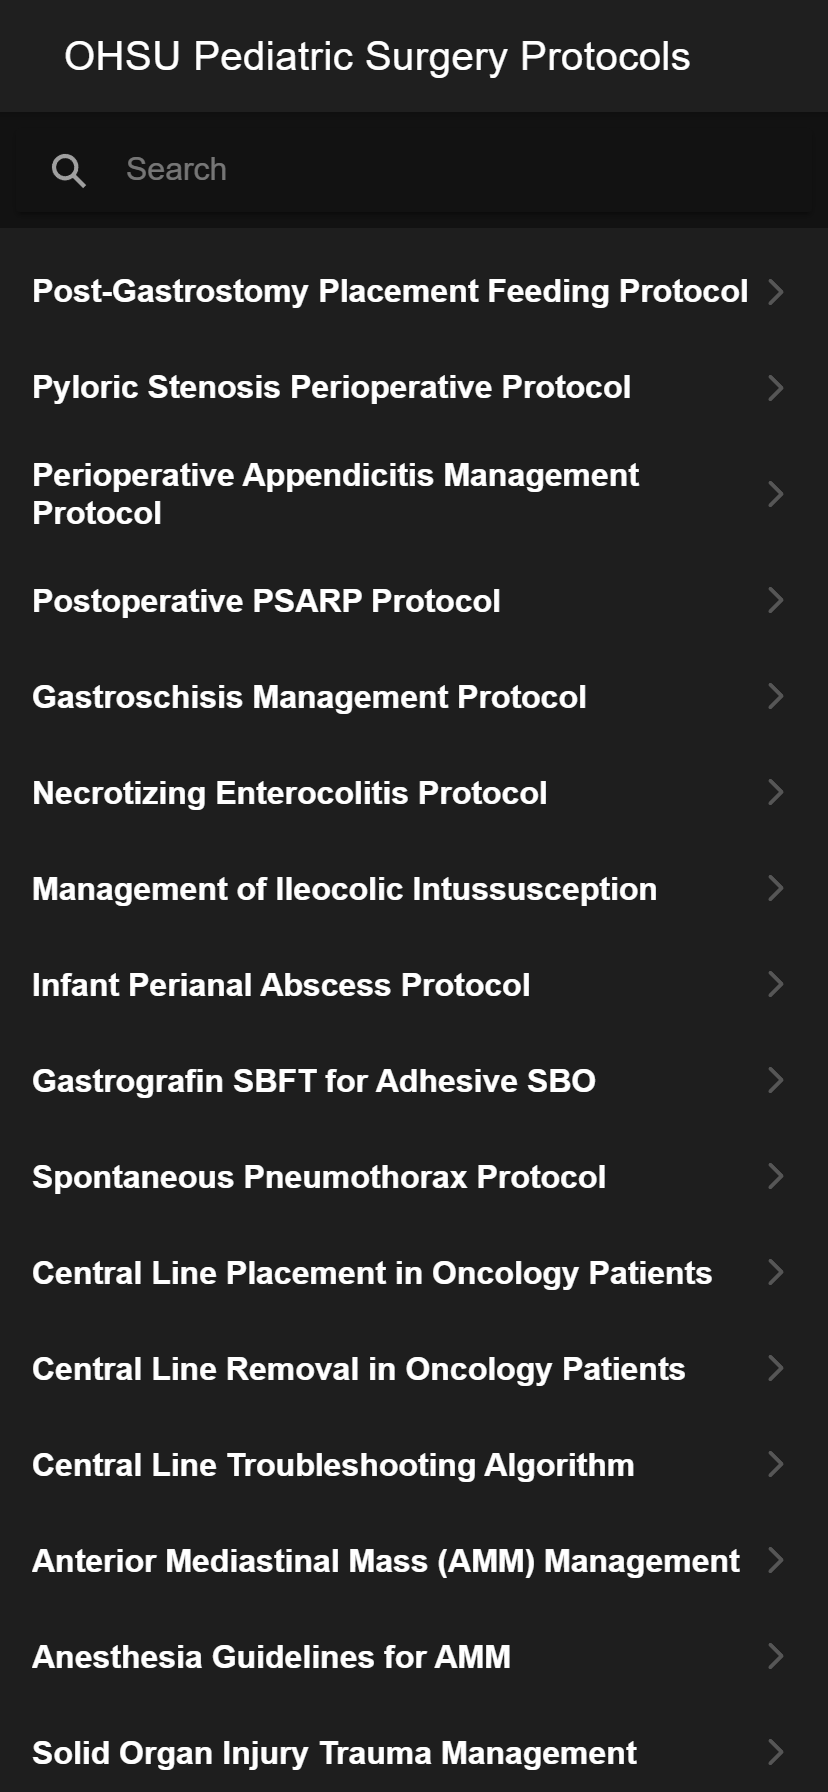 OHSU Pediatric Surgery Protocols
Search
Post-Gastrostomy Placement Feeding Protocol
Pyloric Stenosis Perioperative Protocol
Perioperative Appendicitis Management
Protocol
Postoperative PSARP Protocol
Gastroschisis Management Protocol
Necrotizing Enterocolitis Protocol
Management of Ileocolic Intussusception
Infant Perianal Abscess Protocol
Gastrografin SBFT for Adhesive SBO
Spontaneous Pneumothorax Protocol
Central Line Placement in Oncology Patients
Central Line Removal in Oncology Patients
Central Line Troubleshooting Algorithm
Anterior Mediastinal Mass (AMM) Management
Anesthesia Guidelines for AMM
Solid Organ Injury Trauma Management